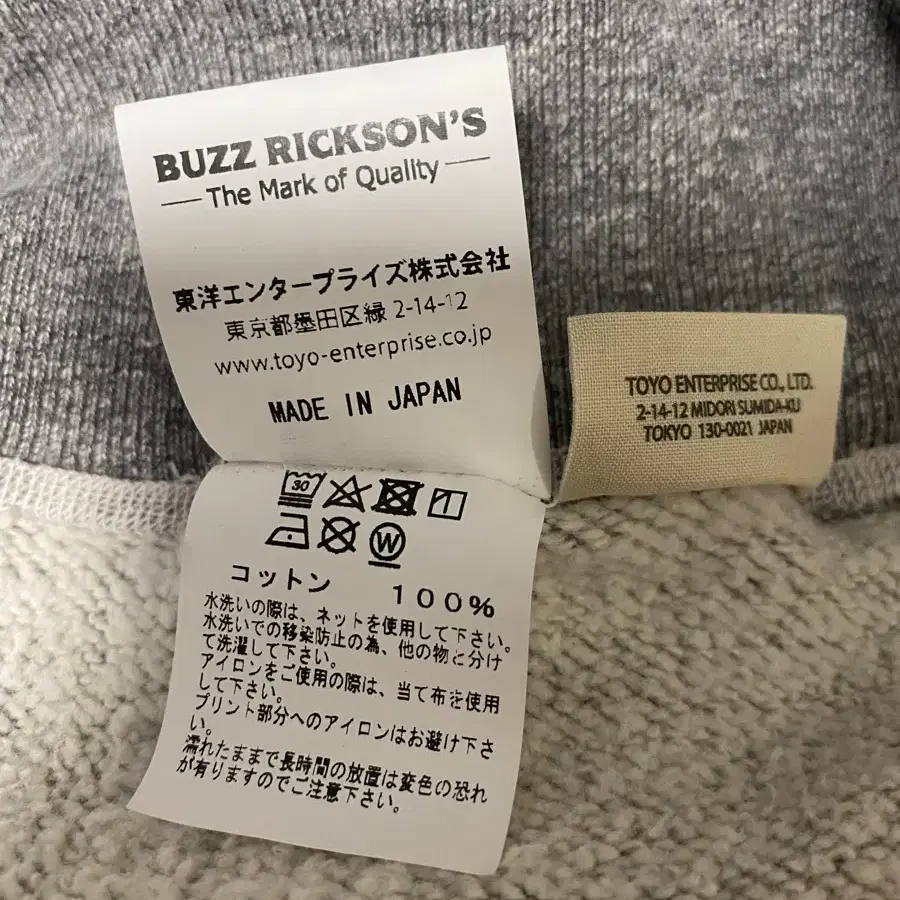 BUZZ RICKSON'S
The Mark of Quality
東洋エンタープライズ株式会社
東京都墨田区緑 2-14-12
www.toyo-enterprise.co.jp
MADE IN JAPAN
TOYO ENTERPRISE CO., LTD.
2-14-12 MIDORI SUMIDA-KU
TOKYO 130-0021 JAPAN
30
W
コットン 100%
水洗いの際は、ネットを使用して下さい。
水洗いでの移染防止の為、他の物と分け
て洗濯して下さい。
アイロンをご使用の際は、当て布を使用
して下さい。
プリント部分へのアイロンはお避け下さ
い。
濡れたままで長時間の放置は変色の恐れ
が有りますのでご注意下さい。